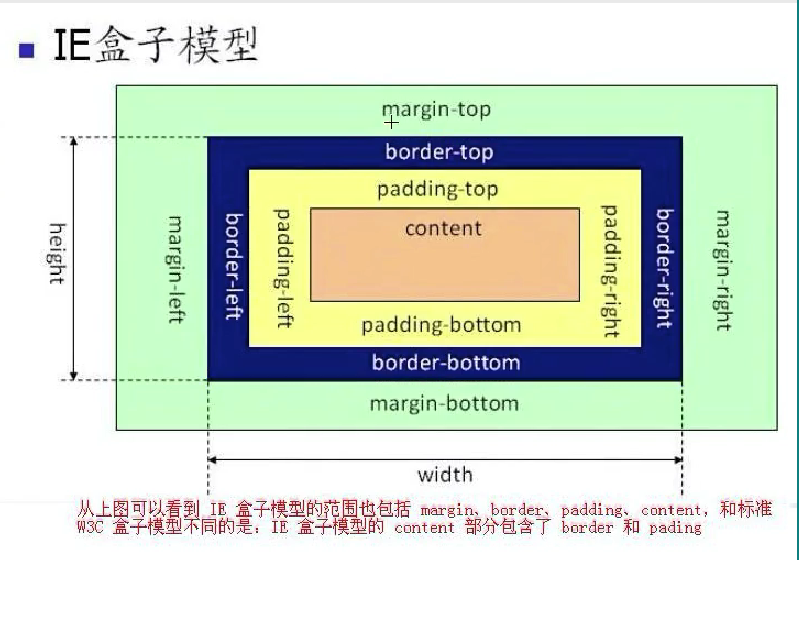 IE盒子模型
margin-top
border-top
padding-top
content
height
margin-left
border-left
padding-left
padding-right
border-right
margin-right
padding-bottom
border-bottom
margin-bottom
width
从上图可以看到 IE 盒子模型的范围也包括 margin、border、padding、content，和标准
W3C 盒子模型不同的是：IE 盒子模型的 content 部分包含了 border 和 pading